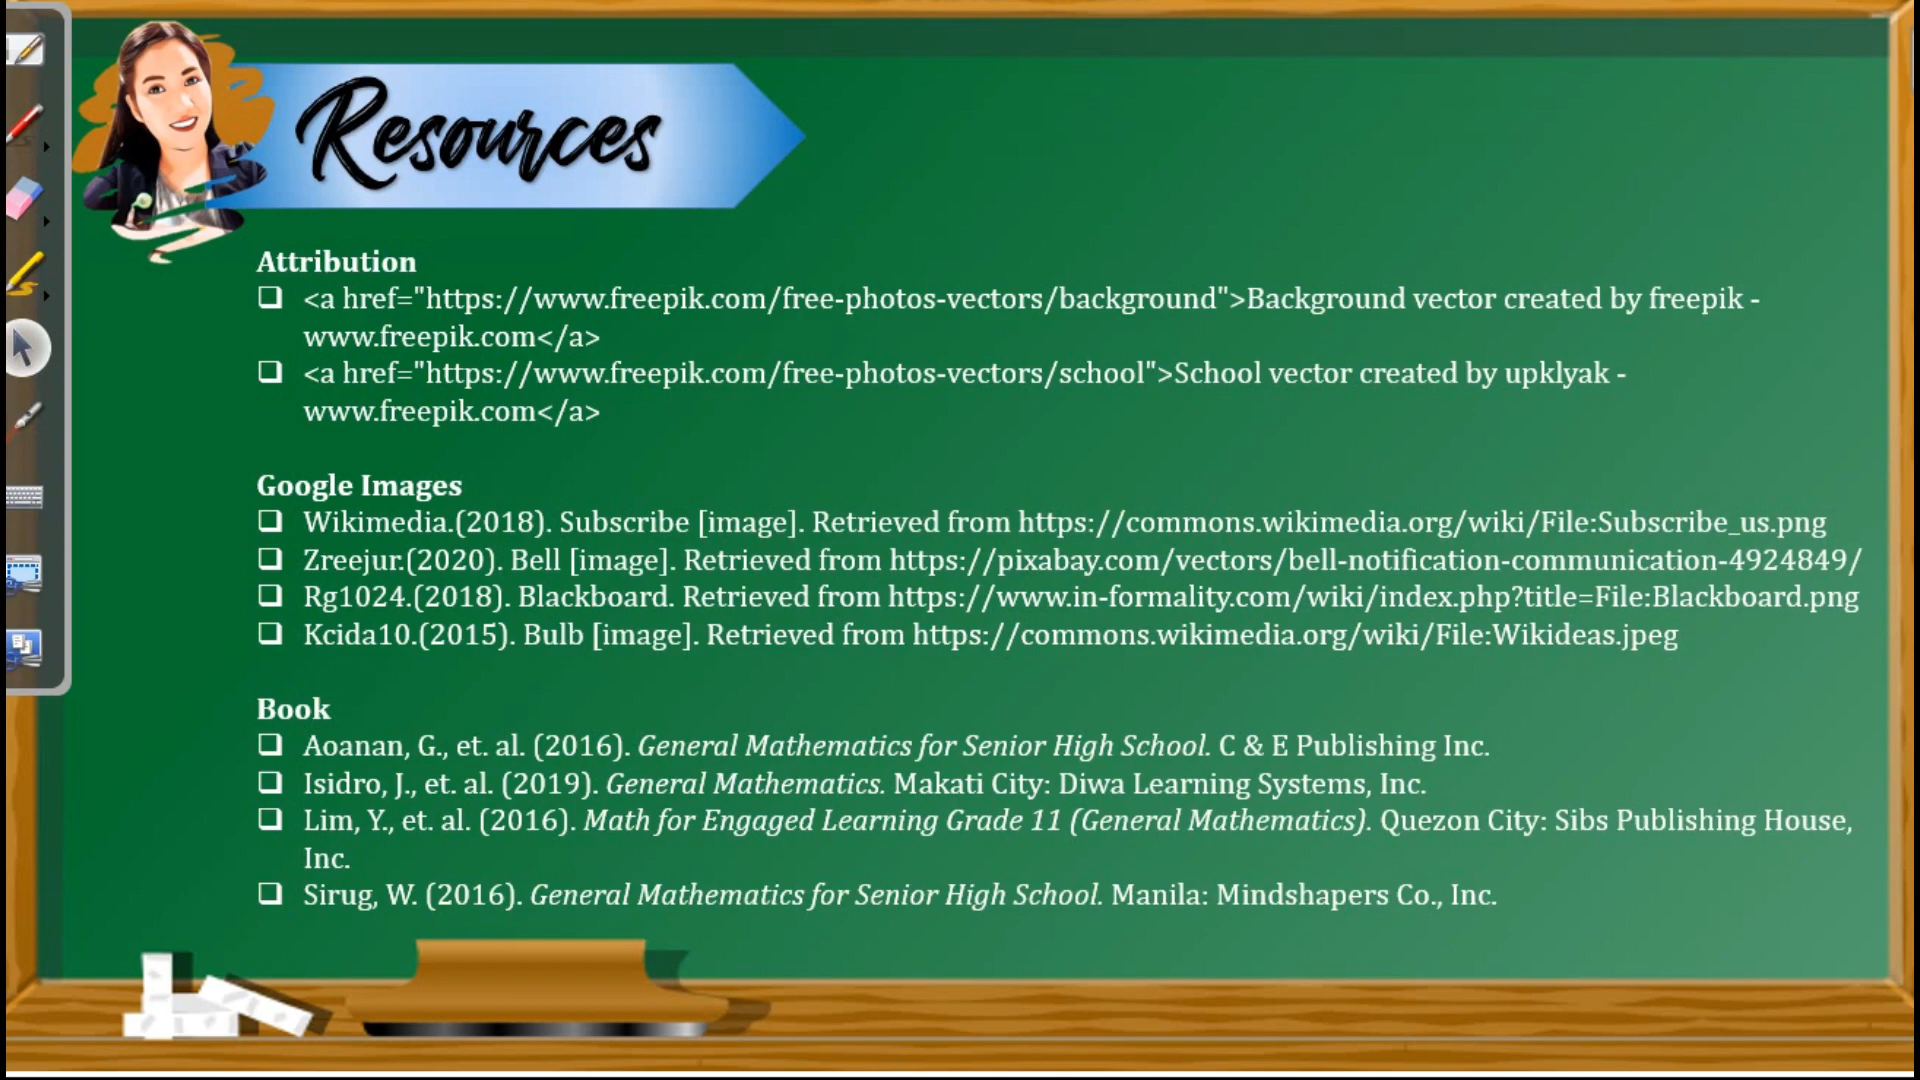 Resources
Attribution
<a href="https://www.freepik.com/free-photos-vectors/background">Background vector created by freepik -
www.freepik.com</a>
<a href="https://www.freepik.com/free-photos-vectors/school">School vector created by upklyak -
www.freepik.com</a>
Google Images
Wikimedia.(2018). Subscribe [image]. Retrieved from https://commons.wikimedia.org/wiki/File:Subscribe_us.png
Zreejur.(2020). Bell [image]. Retrieved from https://pixabay.com/vectors/bell-notification-communication-4924849/
Rg1024.(2018). Blackboard. Retrieved from https://www.in-formality.com/wiki/index.php?title=File:Blackboard.png
Kcida10.(2015). Bulb [image]. Retrieved from https://commons.wikimedia.org/wiki/File:Wikideas.jpeg
Book
Aoanan, G., et. al. (2016). General Mathematics for Senior High School. C & E Publishing Inc.
Isidro, J., et. al. (2019). General Mathematics. Makati City: Diwa Learning Systems, Inc.
Lim, Y., et. al. (2016). Math for Engaged Learning Grade 11 (General Mathematics). Quezon City: Sibs Publishing House,
Inc.
Sirug, W. (2016). General Mathematics for Senior High School. Manila: Mindshapers Co., Inc.